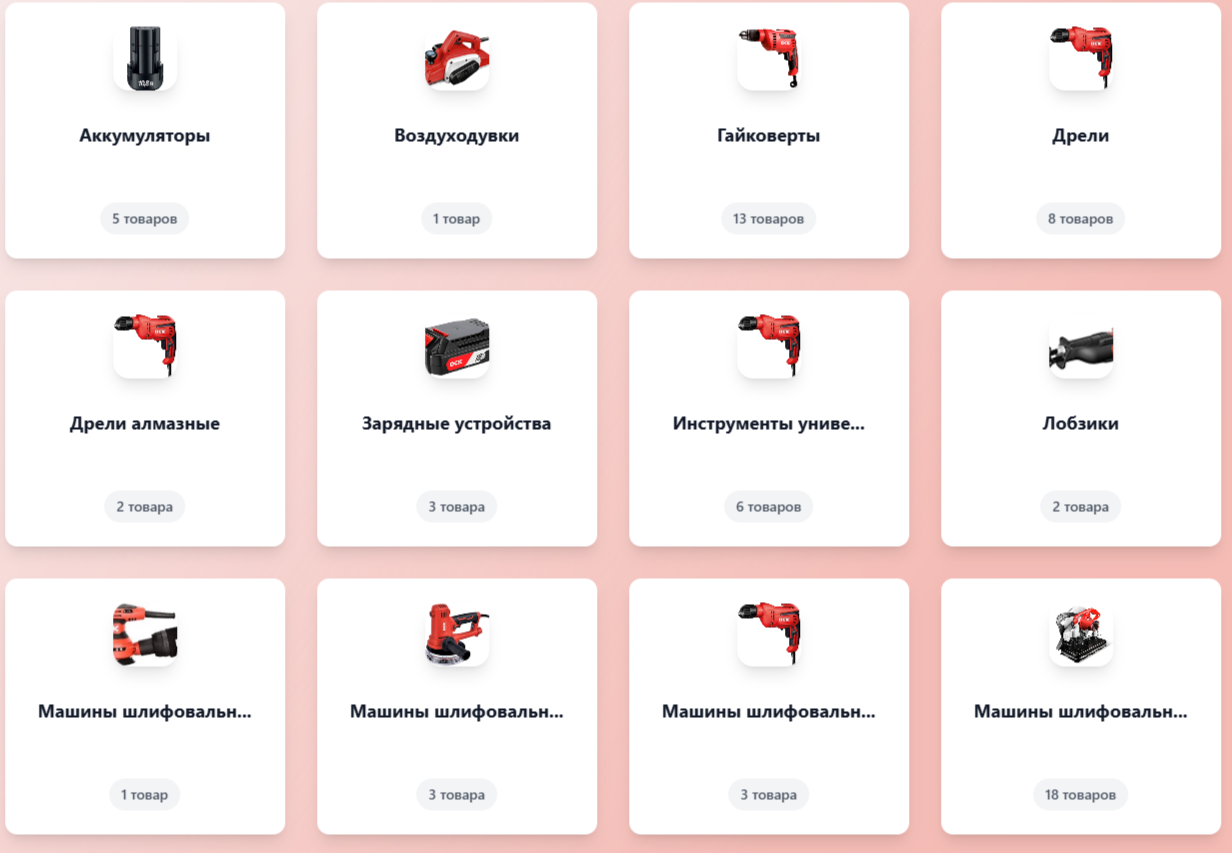 Аккумуляторы
5 товаров
Воздуходувки
1 товар
Гайковерты
13 товаров
Дрели
8 товаров
Дрели алмазные
2 товара
Зарядные устройства
3 товара
Инструменты униве...
6 товаров
Лобзики
2 товара
Машины шлифовальн...
1 товар
Машины шлифовальн...
3 товара
Машины шлифовальн...
3 товара
Машины шлифовальн...
18 товаров